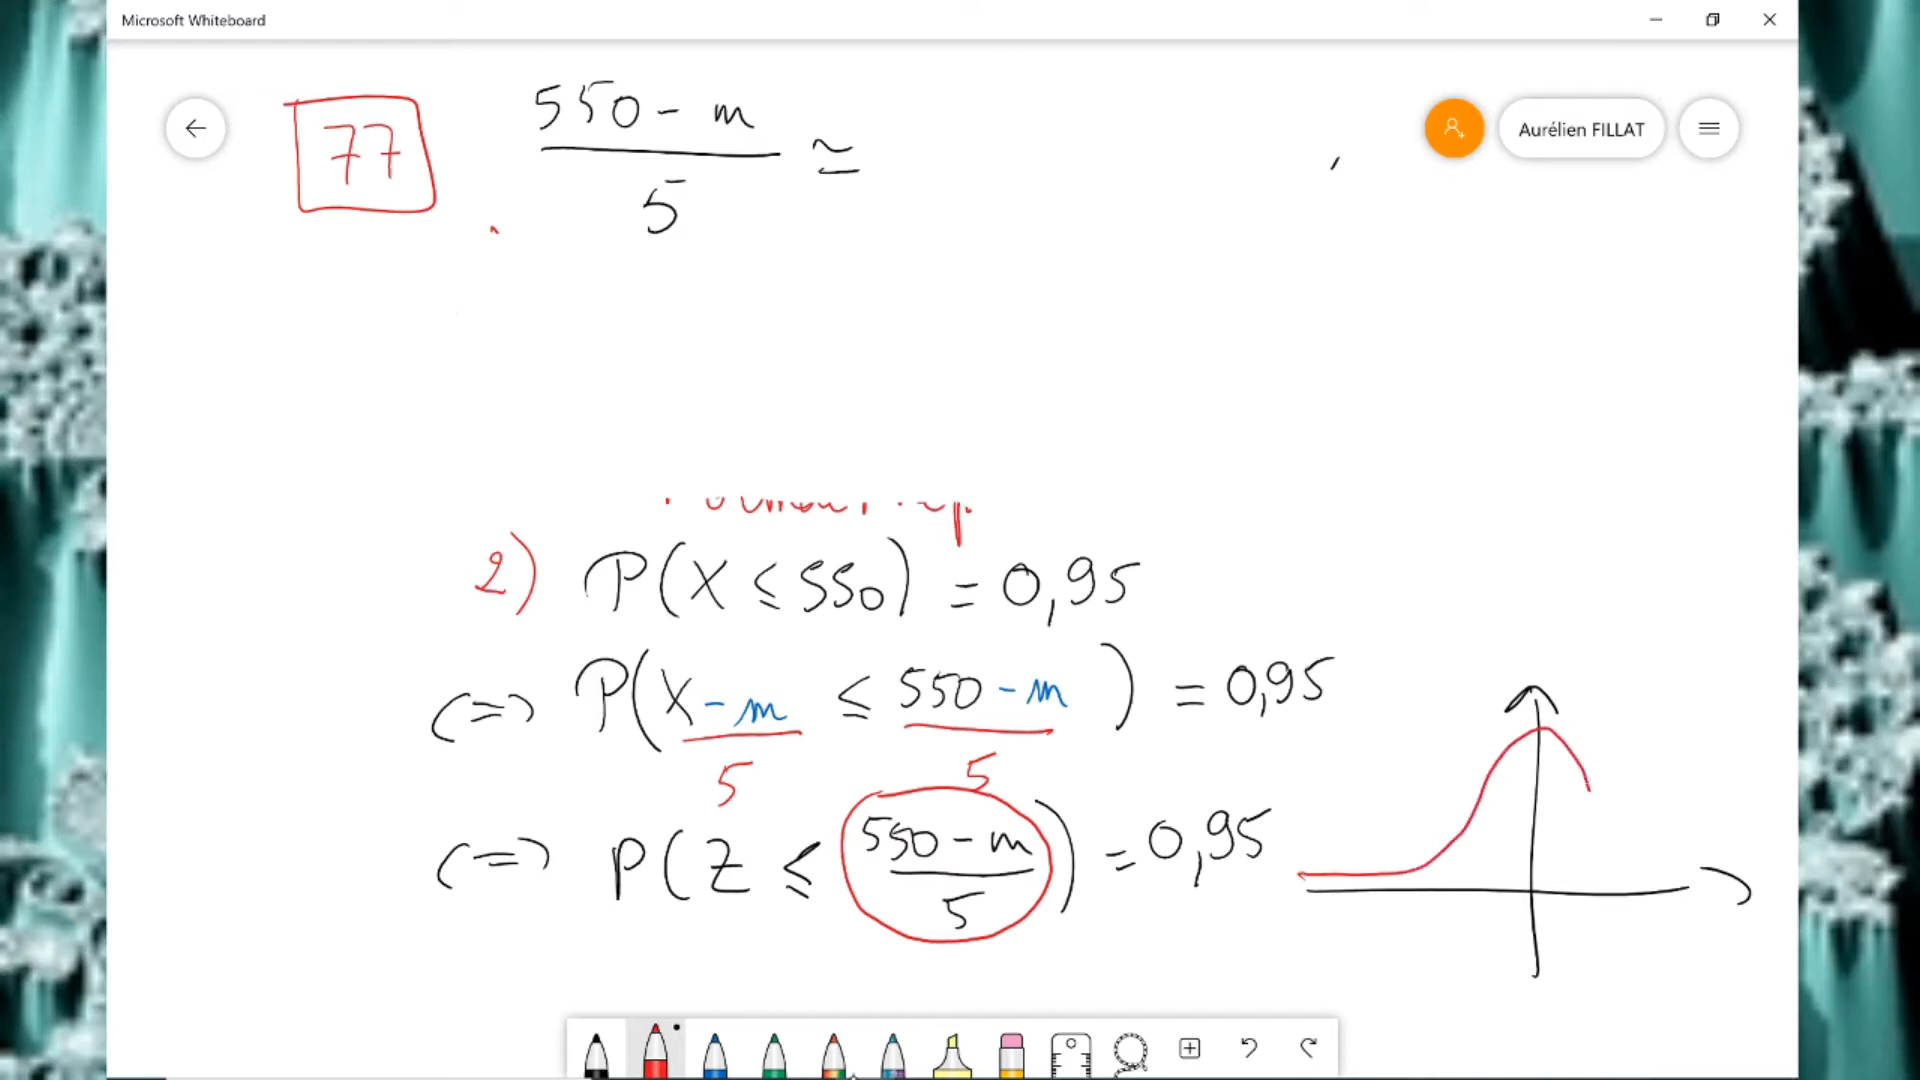 Microsoft Whiteboard
Aurélien FILLAT
77
550 - m
≃
5
2) P(X ≤ 550) = 0,95
(=) P(X - m ≤ 550 - m) = 0,95
5 5
(=) P(Z ≤ 550 - m) = 0,95
5